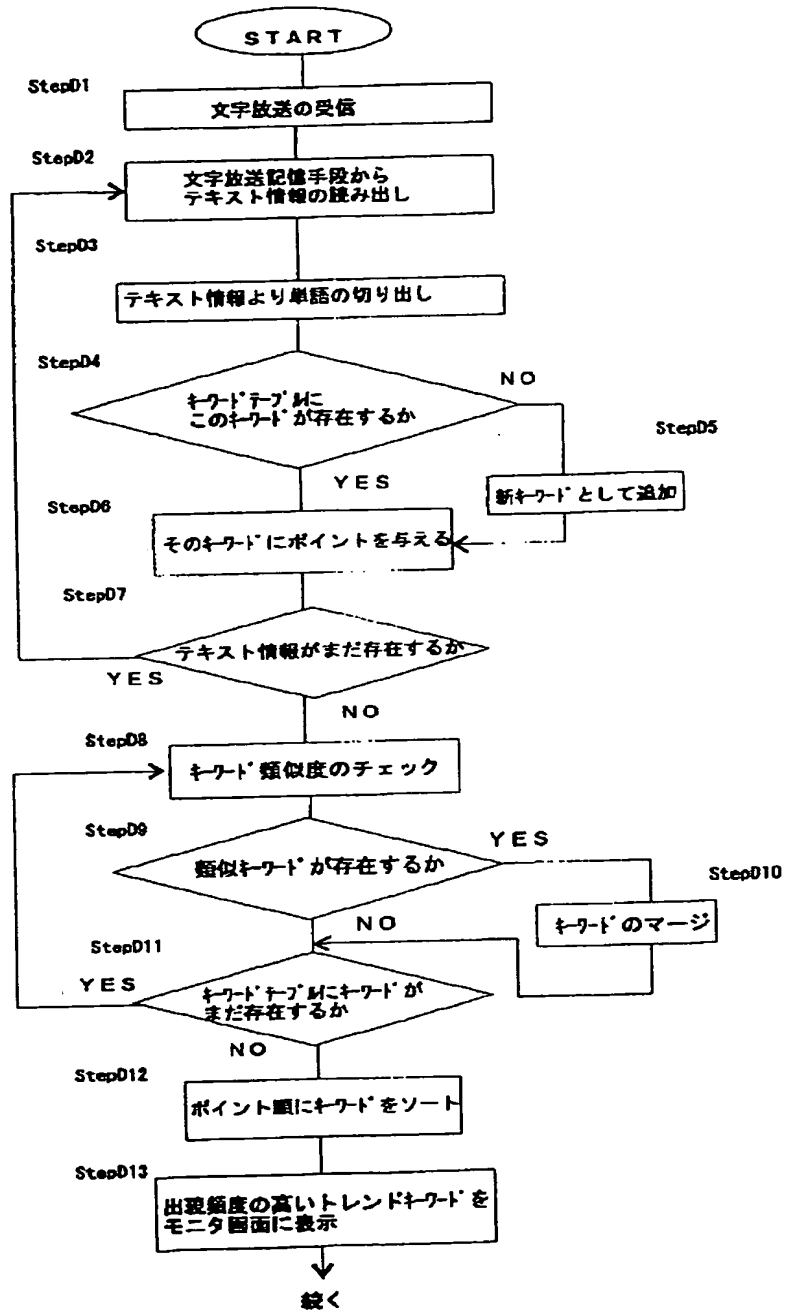 START
StepD1
文字放送の受信
StepD2
文字放送記憶手段から
テキスト情報の読み出し
StepD3
テキスト情報より単語の切り出し
StepD4
NO
ｷｰﾜｰﾄﾞﾃｰﾌﾞﾙに
このｷｰﾜｰﾄﾞが存在するか
StepD5
YES
新ｷｰﾜｰﾄﾞとして追加
StepD6
そのｷｰﾜｰﾄﾞにポイントを与える
StepD7
テキスト情報がまだ存在するか
YES
NO
StepD8
ｷｰﾜｰﾄﾞ類似度のチェック
StepD9
YES
類似ｷｰﾜｰﾄﾞが存在するか
StepD10
ｷｰﾜｰﾄﾞのマージ
NO
StepD11
YES
ｷｰﾜｰﾄﾞﾃｰﾌﾞﾙにｷｰﾜｰﾄﾞが
まだ存在するか
NO
StepD12
ポイント順にｷｰﾜｰﾄﾞをソート
StepD13
出現頻度の高いトレンドｷｰﾜｰﾄﾞを
モニタ画面に表示
続く